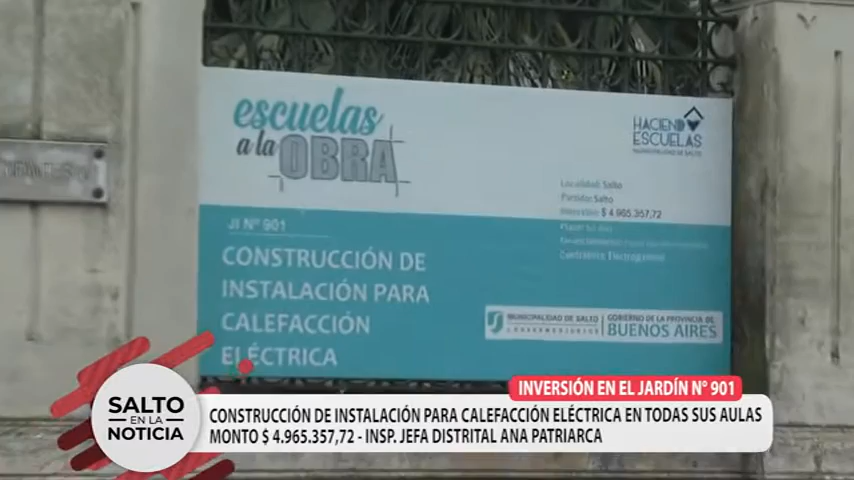 escuelas
a la OBRA
HACIENDO
ESCUELAS
MUNICIPALIDAD DE SALTO
Localidad: Salto
Partido: Salto
Inversión: $ 4.965.357,72
JI Nº 901
CONSTRUCCIÓN DE
INSTALACIÓN PARA
CALEFACCIÓN
ELÉCTRICA
MUNICIPALIDAD DE SALTO
GOBIERNO DE LA PROVINCIA DE
BUENOS AIRES
INVERSIÓN EN EL JARDÍN N° 901
SALTO
EN LA
NOTICIA
CONSTRUCCIÓN DE INSTALACIÓN PARA CALEFACCIÓN ELÉCTRICA EN TODAS SUS AULAS
MONTO $ 4.965.357,72 - INSP. JEFA DISTRITAL ANA PATRIARCA